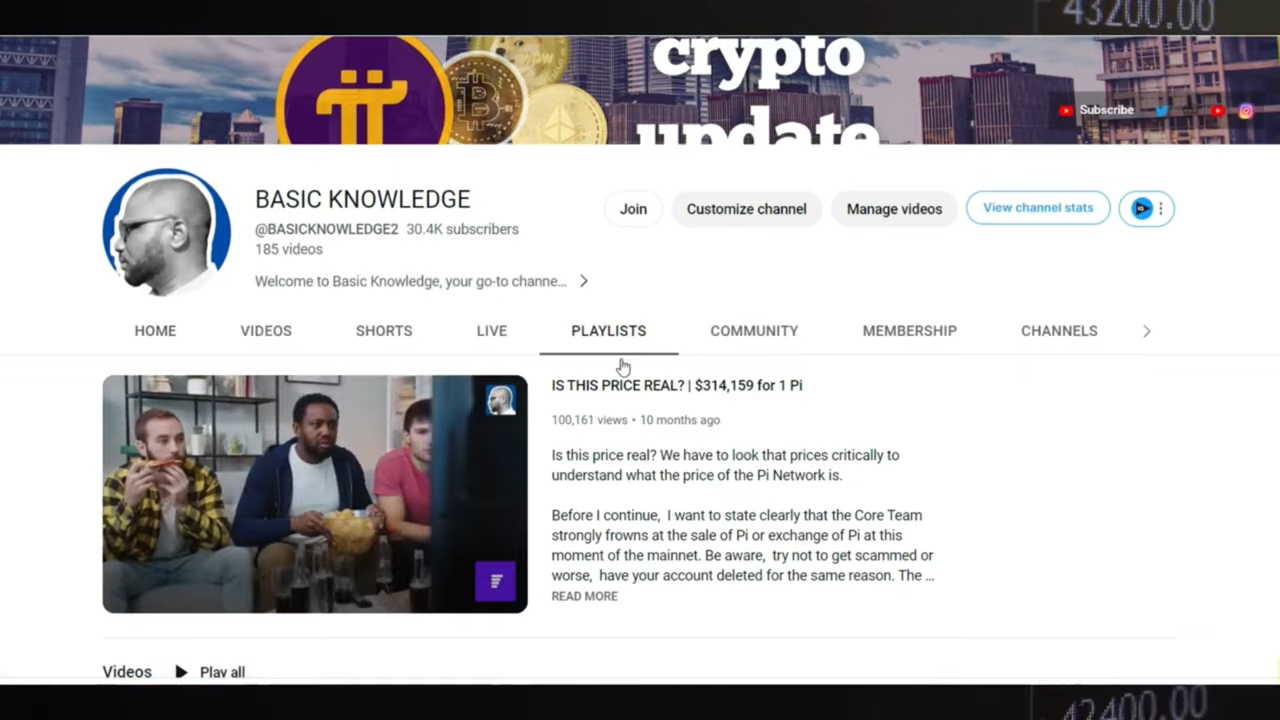 43200.00
crypto
update
Subscribe
BASIC KNOWLEDGE
@BASICKNOWLEDGE2 30.4K subscribers
185 videos
Welcome to Basic Knowledge, your go-to channe...
Join
Customize channel
Manage videos
View channel stats
HOME
VIDEOS
SHORTS
LIVE
PLAYLISTS
COMMUNITY
MEMBERSHIP
CHANNELS
IS THIS PRICE REAL? | $314,159 for 1 Pi
100,161 views • 10 months ago
Is this price real? We have to look that prices critically to
understand what the price of the Pi Network is.
Before I continue, I want to state clearly that the Core Team
strongly frowns at the sale of Pi or exchange of Pi at this
moment of the mainnet. Be aware, try not to get scammed or
worse, have your account deleted for the same reason. The ...
READ MORE
Videos
Play all
42400.00